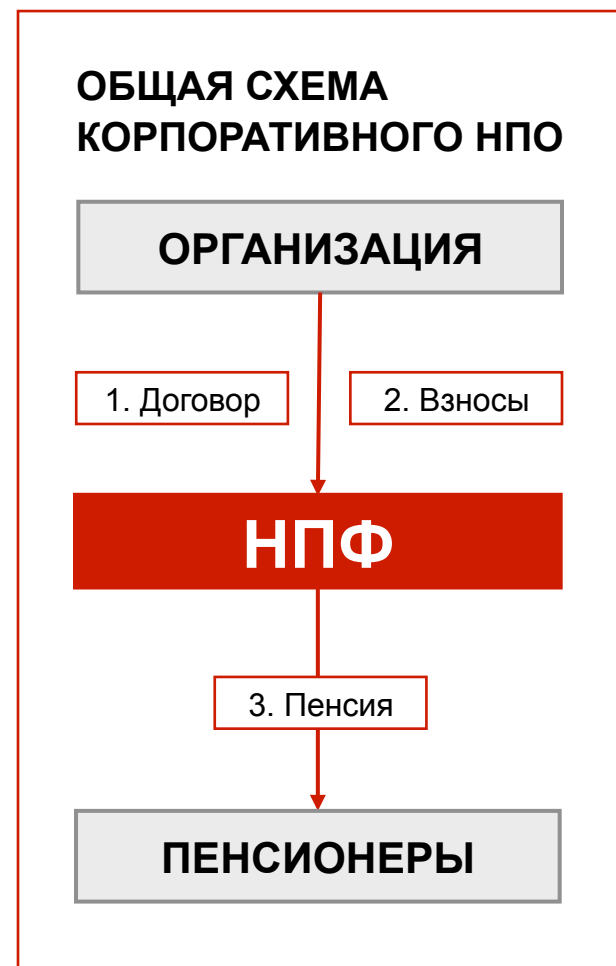 ОБЩАЯ СХЕМА
КОРПОРАТИВНОГО НПО
ОРГАНИЗАЦИЯ
1. Договор
2. Взносы
НПФ
3. Пенсия
ПЕНСИОНЕРЫ